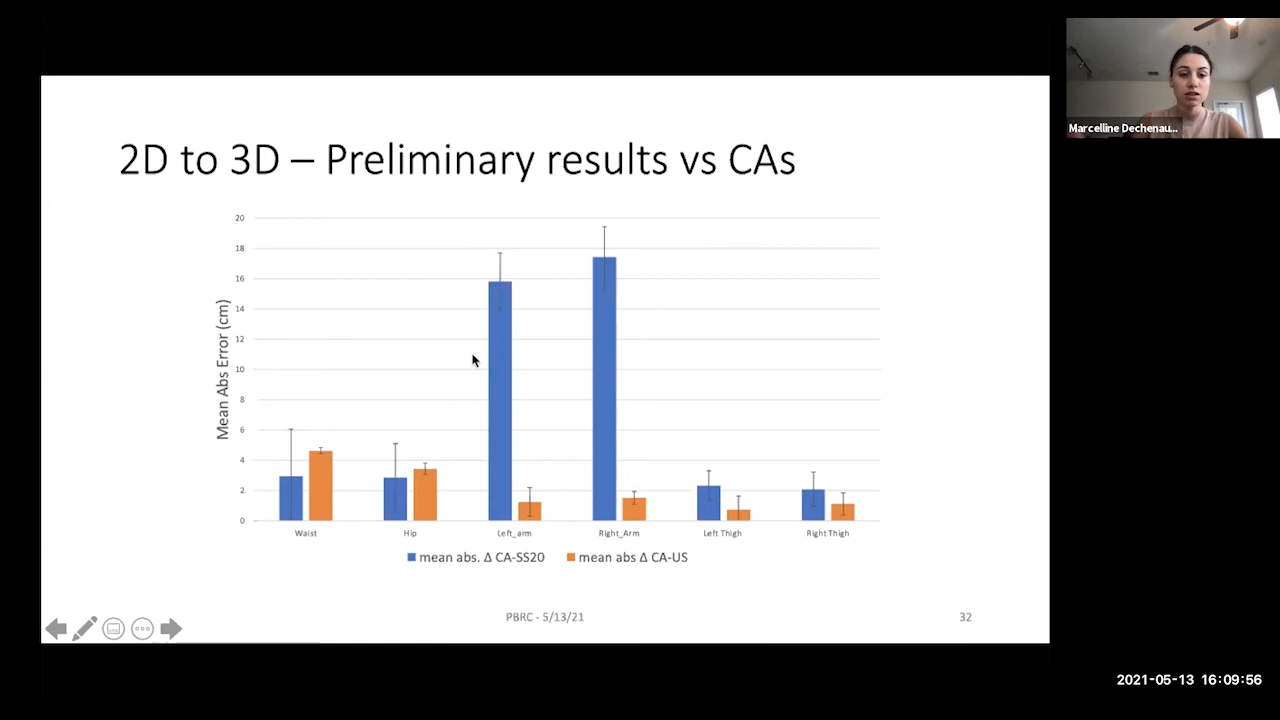 Marcelline Dechenau...
2D to 3D – Preliminary results vs CAs
Mean Abs Error (cm)
20
18
16
14
12
10
8
6
4
2
0
Waist
Hip
Left_arm
Right_Arm
Left Thigh
Right Thigh
mean abs. Δ CA-SS20
mean abs Δ CA-US
PBRC - 5/13/21
32
2021-05-13 16:09:56